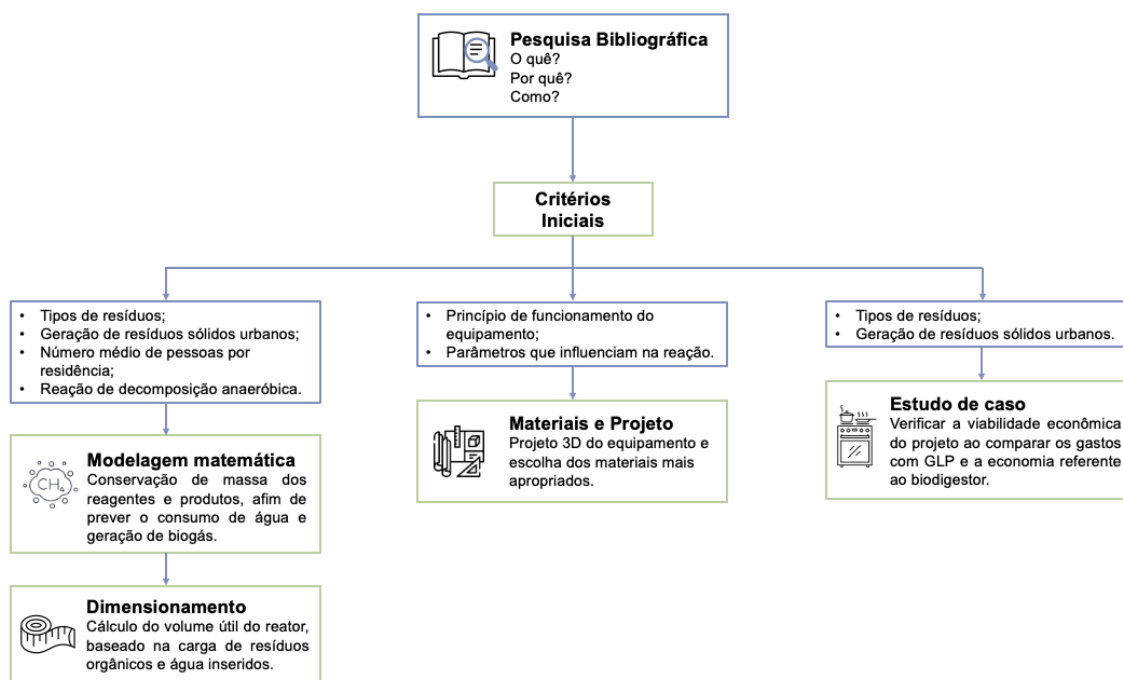 Pesquisa Bibliográfica
O quê?
Por quê?
Como?
Critérios
Iniciais
• Tipos de resíduos;
• Geração de resíduos sólidos urbanos;
• Número médio de pessoas por
residência;
• Reação de decomposição anaeróbica.
• Princípio de funcionamento do
equipamento;
• Parâmetros que influenciam na reação.
• Tipos de resíduos;
• Geração de resíduos sólidos urbanos.
CH₄
Modelagem matemática
Conservação de massa dos
reagentes e produtos, afim de
prever o consumo de água e
geração de biogás.
Materiais e Projeto
Projeto 3D do equipamento e
escolha dos materiais mais
apropriados.
Estudo de caso
Verificar a viabilidade econômica
do projeto ao comparar os gastos
com GLP e a economia referente
ao biodigestor.
Dimensionamento
Cálculo do volume útil do reator,
baseado na carga de resíduos
orgânicos e água inseridos.